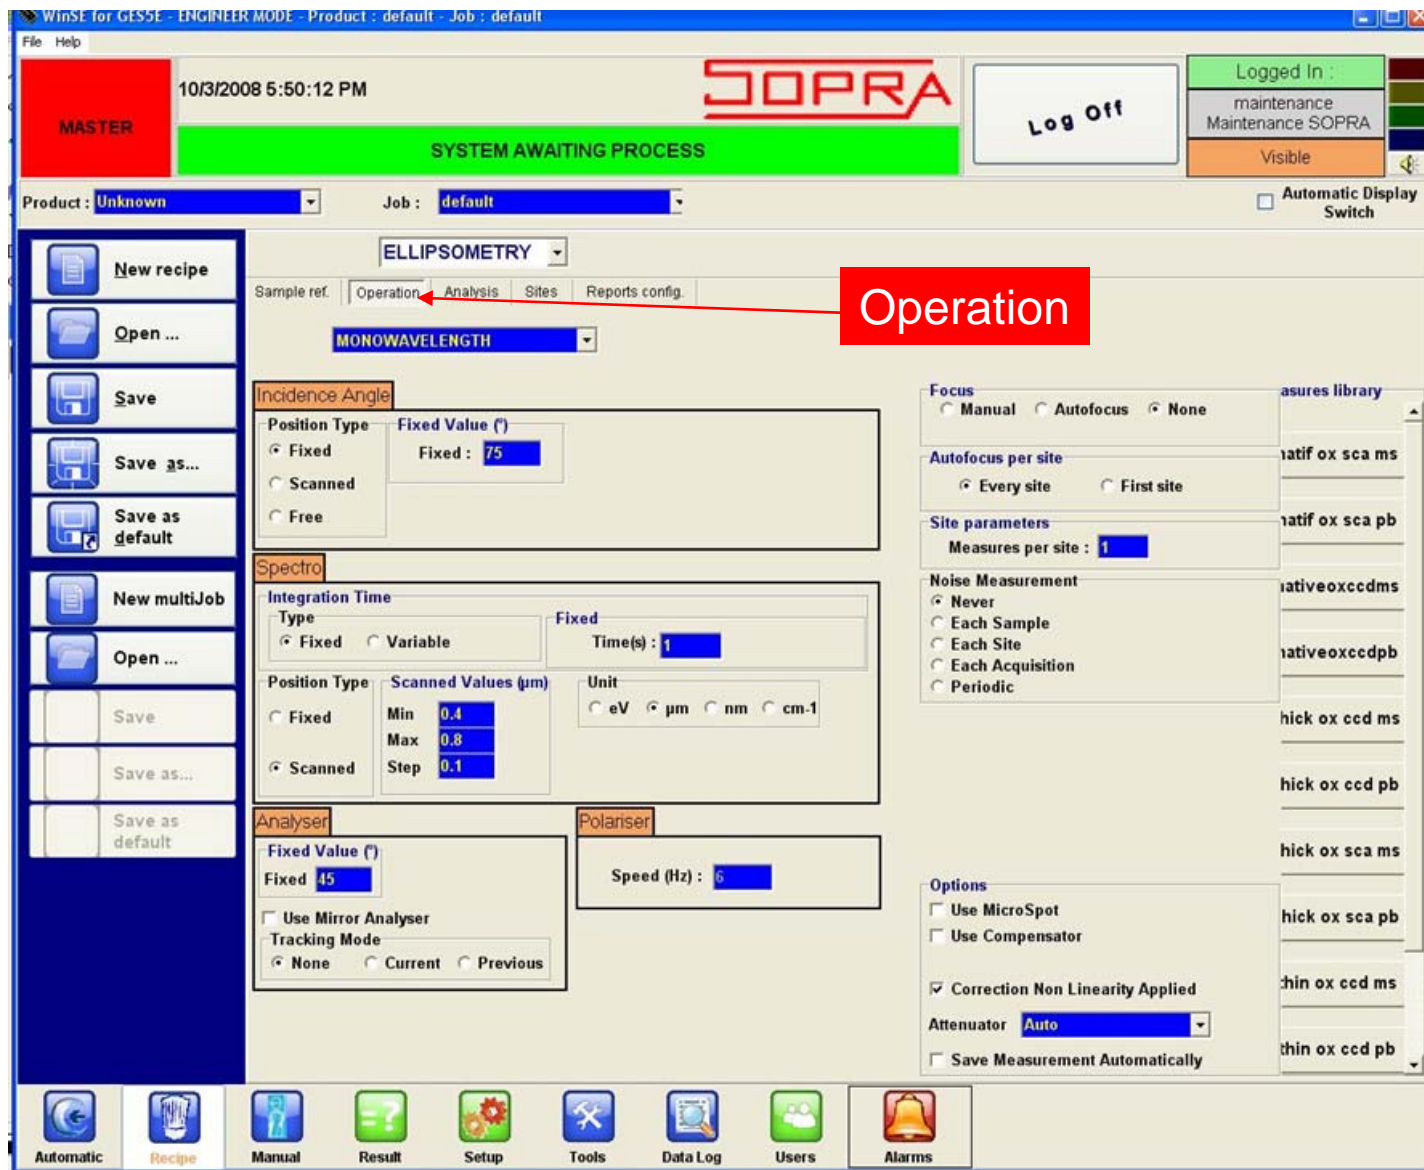 WinSE for GES5E - ENGINEER MODE - Product : default - Job : default
File Help
MASTER
10/3/2008 5:50:12 PM
SOPRA
SYSTEM AWAITING PROCESS
Log Off
Logged In :
maintenance
Maintenance SOPRA
Visible
Product : Unknown
Job : default
Automatic Display
Switch
New recipe
Open ...
Save
Save as...
Save as
default
New multiJob
Open ...
Save
Save as...
Save as
default
ELLIPSOMETRY
Sample ref. Operation Analysis Sites Reports config.
Operation
MONOWAVELENGTH
Incidence Angle
Position Type
Fixed
Scanned
Free
Fixed Value (°)
Fixed : 75
Spectro
Integration Time
Type
Fixed Variable
Fixed
Time(s) : 1
Position Type
Fixed
Scanned
Scanned Values (µm)
Min 0.4
Max 0.8
Step 0.1
Unit
eV µm nm cm-1
Analyser
Fixed Value (°)
Fixed 45
Use Mirror Analyser
Tracking Mode
None Current Previous
Polariser
Speed (Hz) : 6
Focus
Manual Autofocus None
Autofocus per site
Every site First site
Site parameters
Measures per site : 1
Noise Measurement
Never
Each Sample
Each Site
Each Acquisition
Periodic
Options
Use MicroSpot
Use Compensator
Correction Non Linearity Applied
Attenuator Auto
Save Measurement Automatically
asures library
natif ox sca ms
natif ox sca pb
nativeoxccdms
nativeoxccdpb
hick ox ccd ms
hick ox ccd pb
hick ox sca ms
hick ox sca pb
thin ox ccd ms
thin ox ccd pb
Automatic Recipe Manual Result Setup Tools Data Log Users Alarms